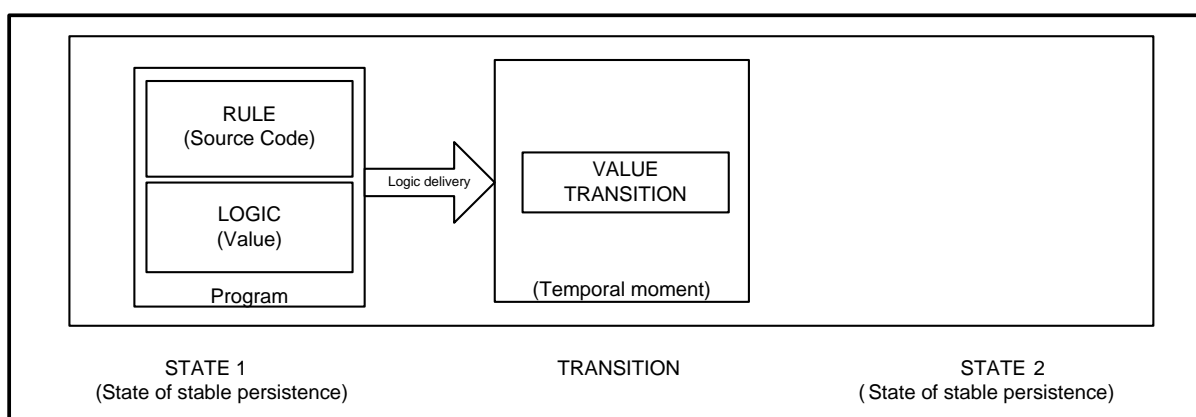 RULE
(Source Code)
LOGIC
(Value)
Program
Logic delivery
VALUE
TRANSITION
(Temporal moment)
STATE 1
(State of stable persistence)
TRANSITION
STATE 2
( State of stable persistence)